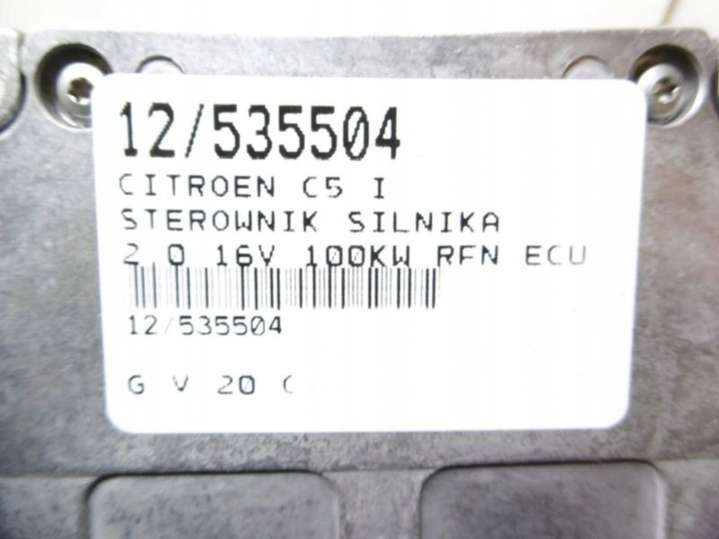 12/535504
CITROEN C5 I
STEROWNIK SILNIKA
2.0 16V 100KW RFN ECU
12/535504
G V 20